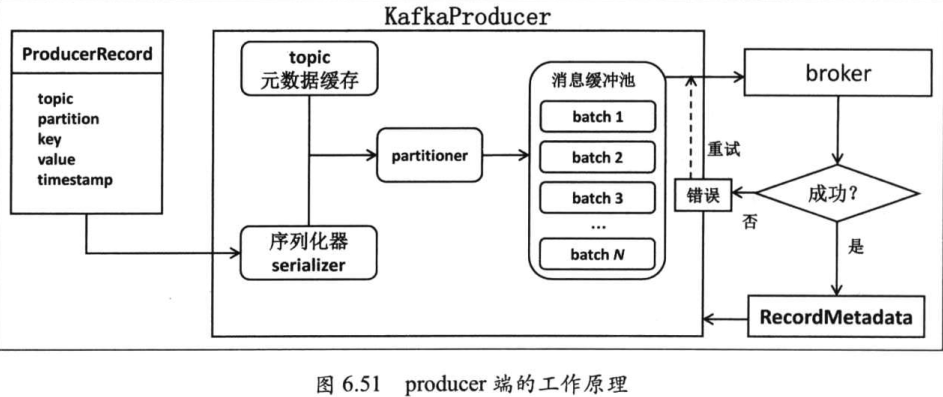 KafkaProducer
ProducerRecord
topic
partition
key
value
timestamp
topic
元数据缓存
序列化器
serializer
partitioner
消息缓冲池
batch 1
batch 2
batch 3
...
batch N
broker
重试
错误
否
成功？
是
RecordMetadata
图 6.51 producer 端的工作原理